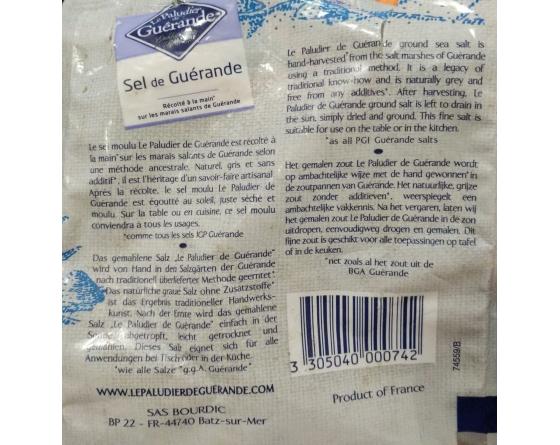 Le Paludier
de Guérande
Sel de Guérande
Récolté à la main*
sur les marais salants de Guérande
Le sel moulu Le Paludier de Guérande est récolté à
la main* sur les marais salants de Guérande selon
une méthode ancestrale. Naturel, gris et sans
additif*, il est l'héritage d'un savoir-faire artisanal.
Après la récolte, le sel moulu Le Paludier de
Guérande est égoutté au soleil, juste séché et
moulu. Sur la table ou en cuisine, ce sel moulu
conviendra à tous les usages.
*comme tous les sels IGP Guérande
Das gemahlene Salz „Le Paludier de Guérande"
wird von Hand in den Salzgärten der Guérande
nach traditionell überlieferter Methode geerntet*.
Das natürliche graue Salz ohne Zusatzstoffe*
ist das Ergebnis traditioneller Handwerks-
kunst. Nach der Ernte wird das gemahlene
Salz „Le Paludier de Guérande" einfach in der
Sonne abgetropft, leicht getrocknet und
gemahlen. Dieses Salz eignet sich für alle
Anwendungen bei Tisch oder in der Küche.
*wie alle Salze "g.g.A. Guérande"
WWW.LEPALUDIERDEGUÉRANDE.COM
SAS BOURDIC
BP 22 - FR-44740 Batz-sur-Mer
Le Paludier de Guérande ground sea salt is
hand-harvested* from the salt marshes of Guérande
using a traditional method. It is a legacy of
traditional know-how and is naturally grey and
free from any additives*. After harvesting, Le
Paludier de Guérande ground salt is left to drain in
the sun, simply dried and ground. This fine salt is
suitable for use on the table or in the kitchen.
*as all PGI Guérande salts
Het gemalen zout Le Paludier de Guérande wordt
op ambachtelijke wijze met de hand gewonnen* in
de zoutpannen van Guérande. Het natuurlijke, grijze
zout zonder additieven*, weerspiegelt een
ambachtelijke vakkennis. Na het vergaren, laten wij
het gemalen zout Le Paludier de Guérande in de zon
uitdropen, eenvoudigweg drogen en gemalen. Dit
fijne zout is geschikt voor alle toepassingen op tafel
of in de keuken.
*net zoals al het zout uit de
BGA Guérande
3 305040 000742
74559/B
Product of France